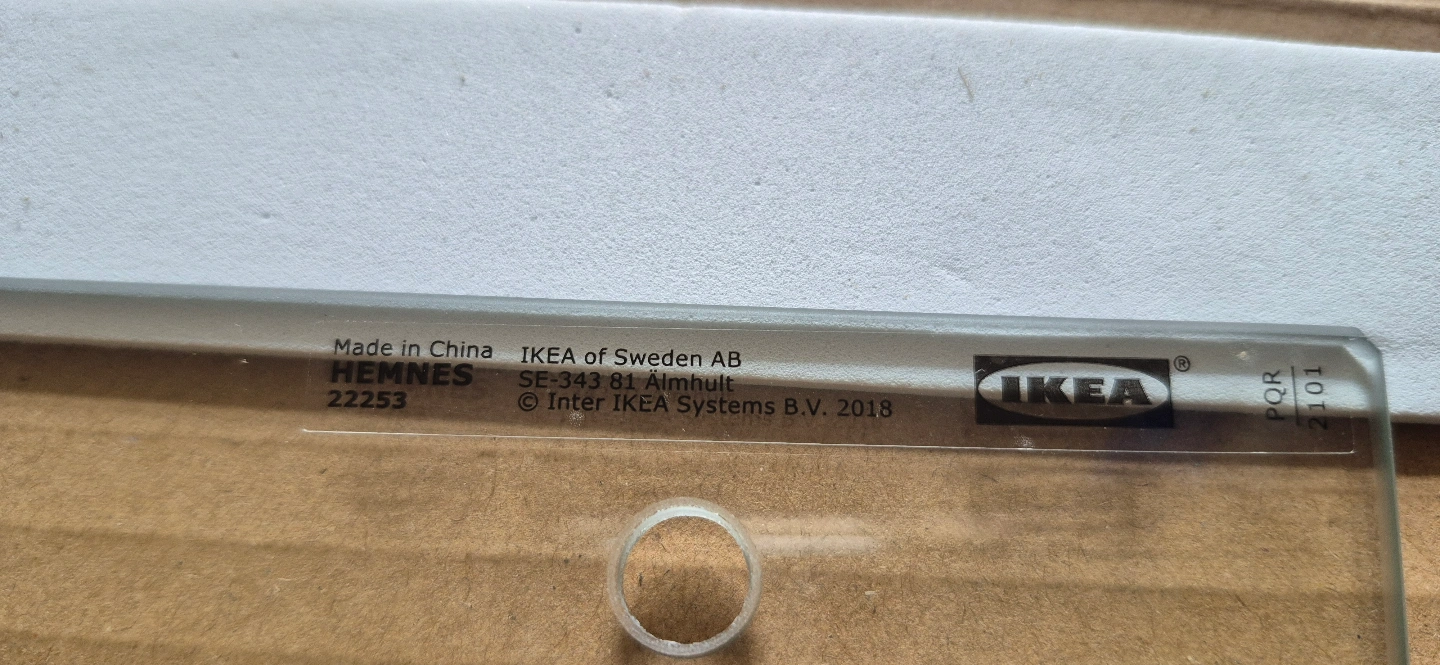 Made in China
HEMNES
22253
IKEA of Sweden AB
SE-343 81 Älmhult
© Inter IKEA Systems B.V. 2018
IKEA®
PQR
2101